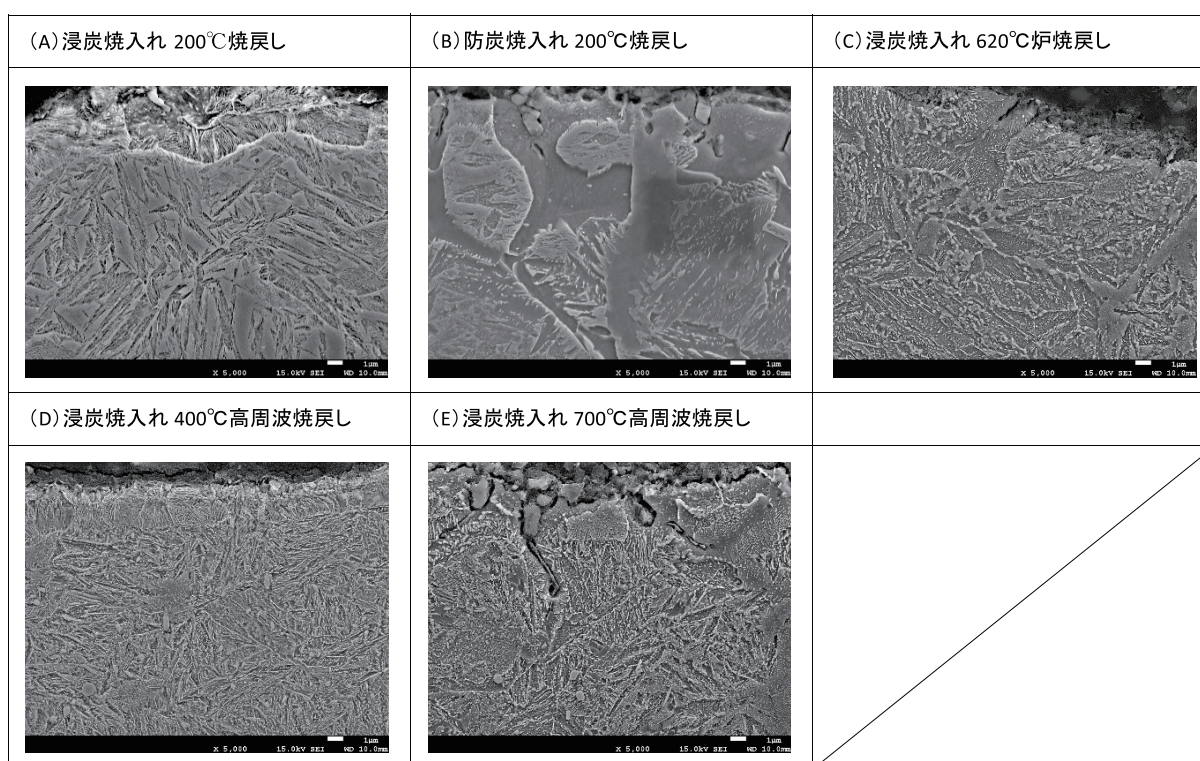 (A)浸炭焼入れ 200℃焼戻し
(B)防炭焼入れ 200℃焼戻し
(C)浸炭焼入れ 620℃炉焼戻し
1μm
X 5,000 15.0kV SEI WD 10.0mm
1μm
X 5,000 15.0kV SEI WD 10.0mm
1μm
X 5,000 15.0kV SEI WD 10.0mm
(D)浸炭焼入れ 400℃高周波焼戻し
(E)浸炭焼入れ 700℃高周波焼戻し
1μm
X 5,000 15.0kV SEI WD 10.0mm
1μm
X 5,000 15.0kV SEI WD 10.0mm